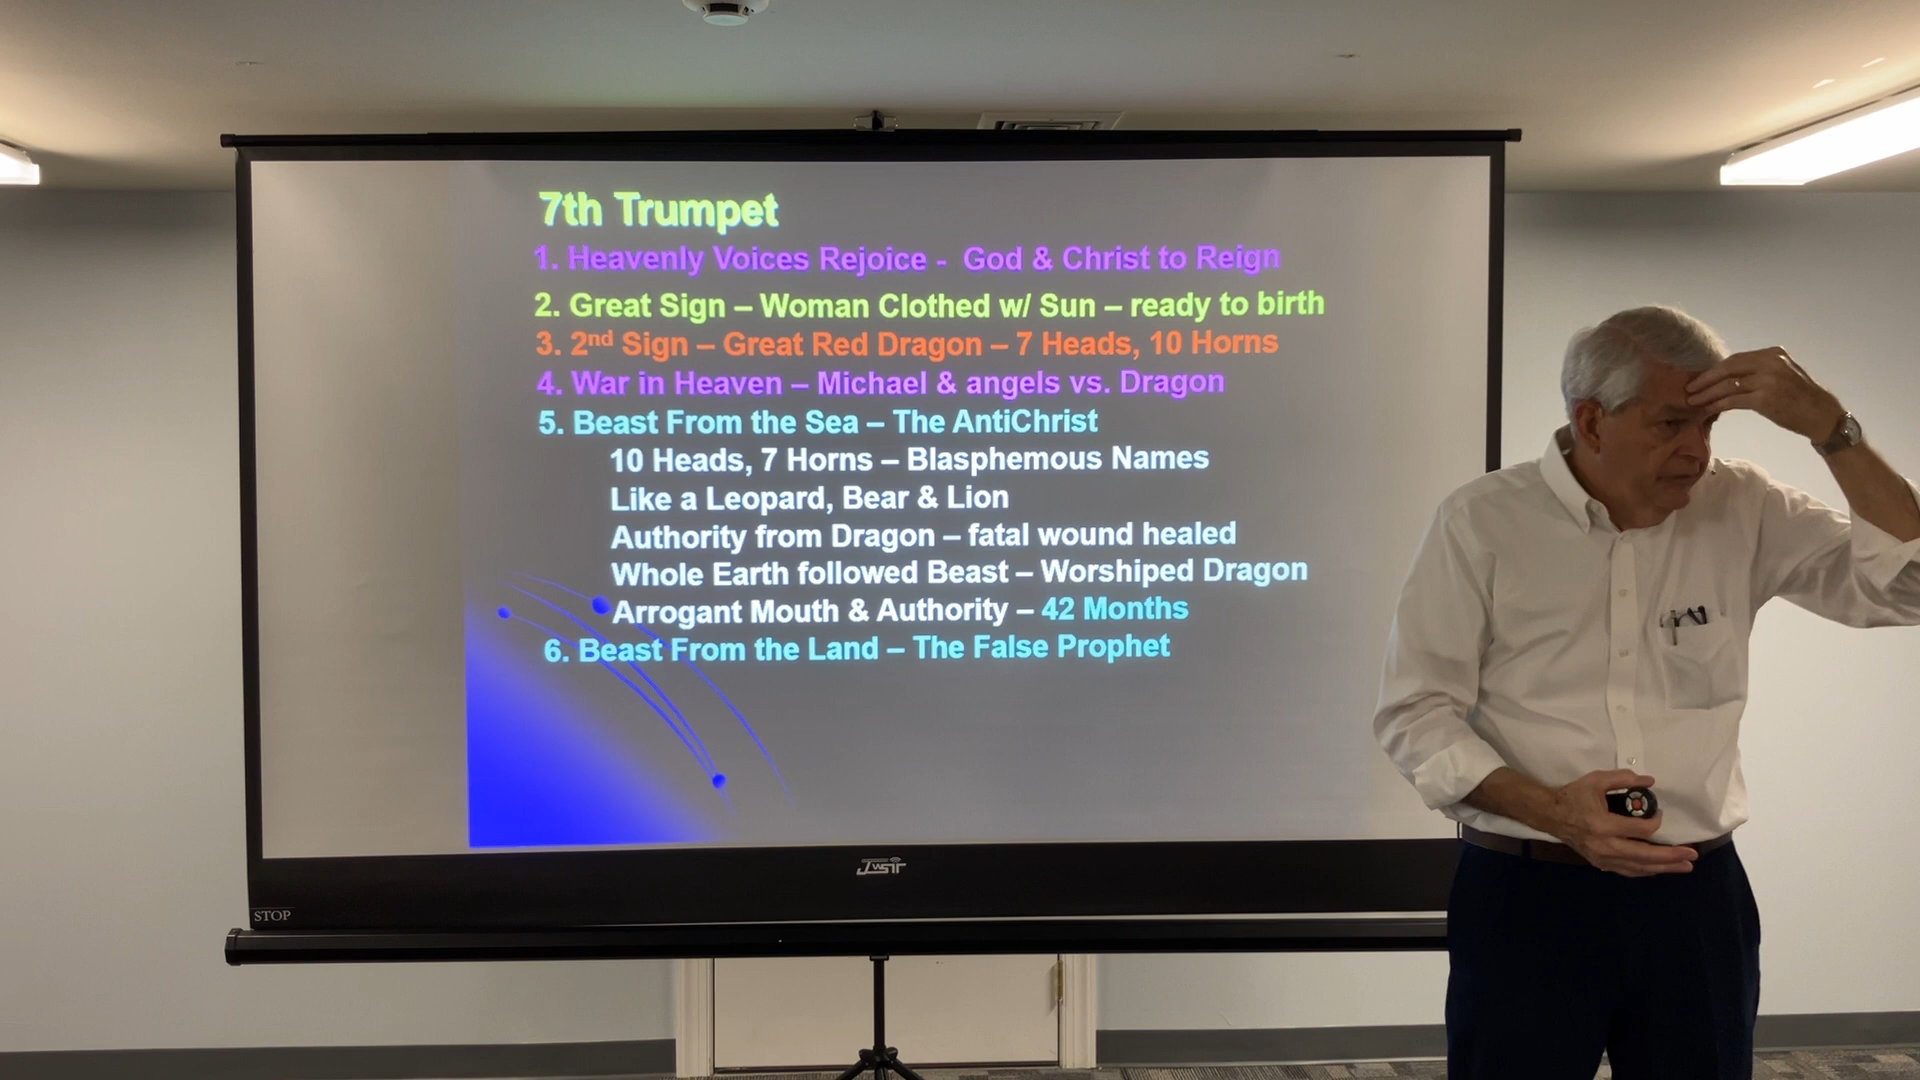 7th Trumpet
1. Heavenly Voices Rejoice - God & Christ to Reign
2. Great Sign – Woman Clothed w/ Sun – ready to birth
3. 2nd Sign – Great Red Dragon – 7 Heads, 10 Horns
4. War in Heaven – Michael & angels vs. Dragon
5. Beast From the Sea – The AntiChrist
10 Heads, 7 Horns – Blasphemous Names
Like a Leopard, Bear & Lion
Authority from Dragon – fatal wound healed
Whole Earth followed Beast – Worshiped Dragon
Arrogant Mouth & Authority – 42 Months
6. Beast From the Land – The False Prophet
JWSIT
STOP